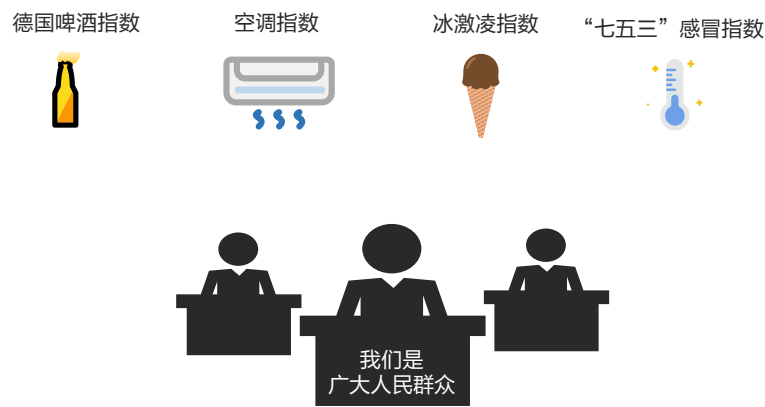 德国啤酒指数
空调指数
冰激凌指数
“七五三”感冒指数
我们是
广大人民群众